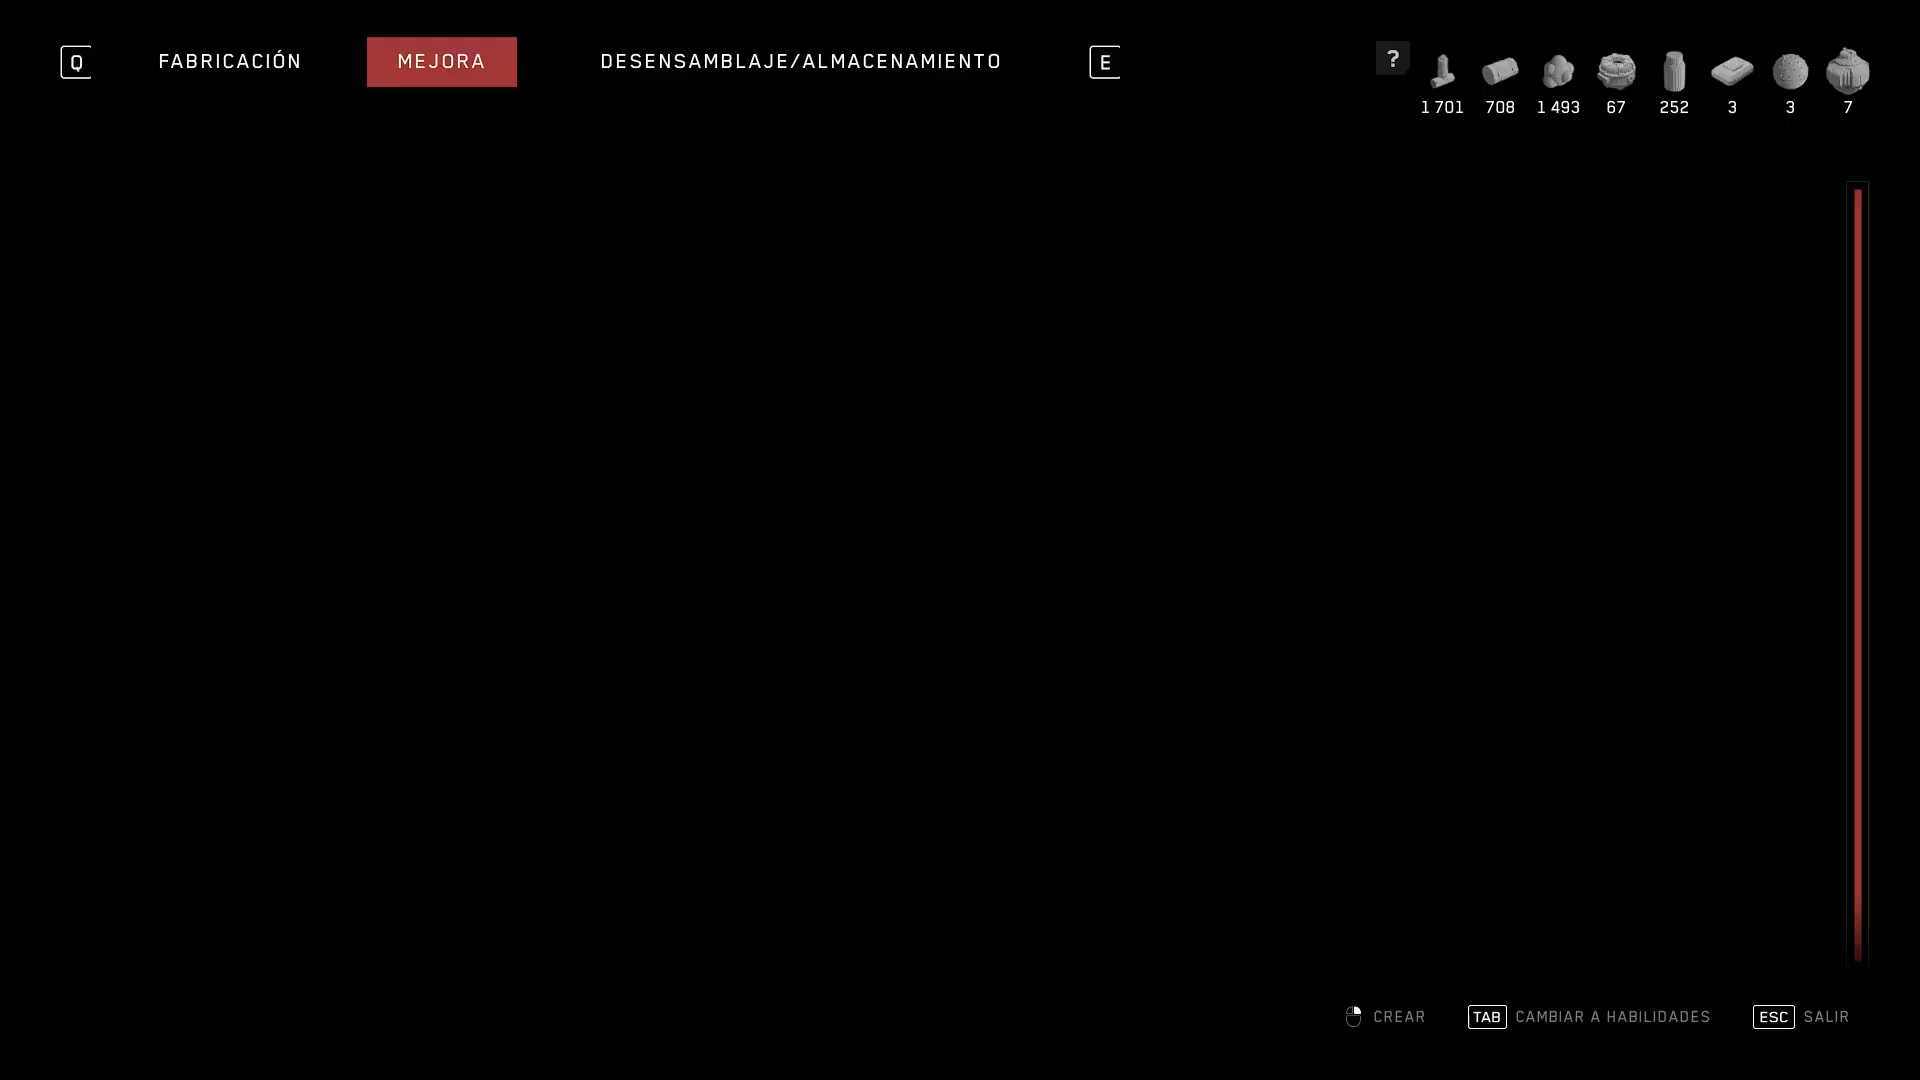 Q FABRICACIÓN MEJORA DESENSAMBLAJE/ALMACENAMIENTO E ?
1 701 708 1 493 67 252 3 3 7
CREAR TAB CAMBIAR A HABILIDADES ESC SALIR